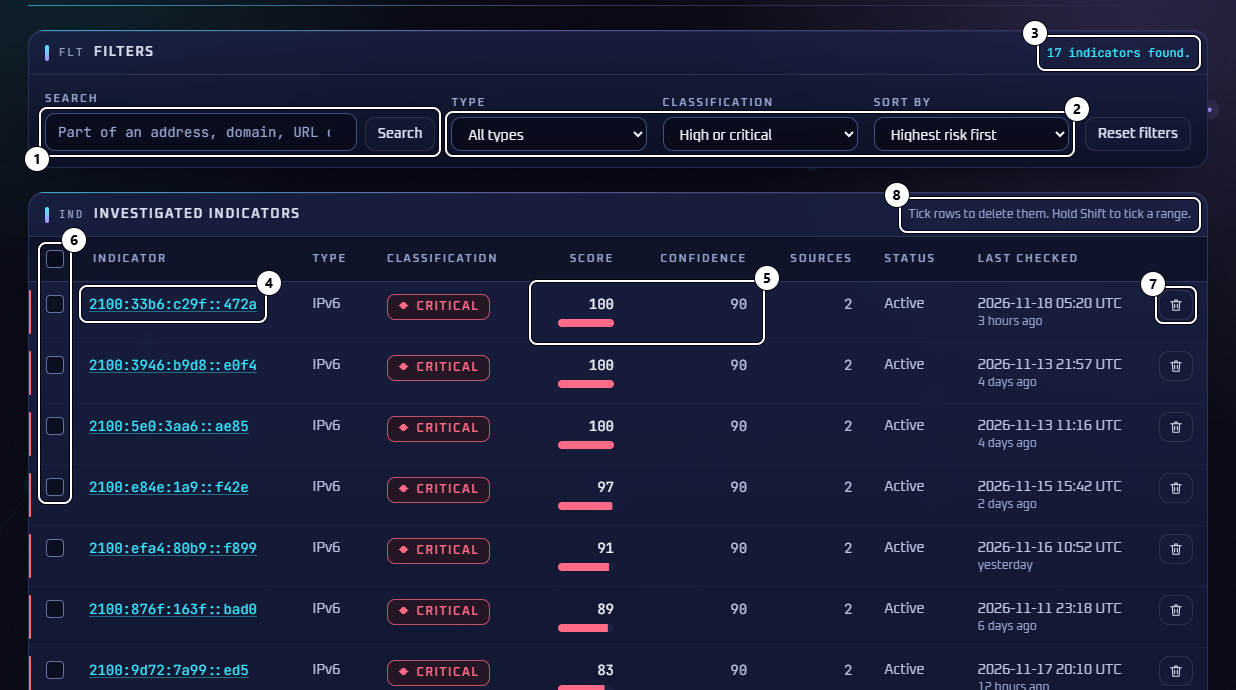 3
FLT FILTERS
17 indicators found.
SEARCH
TYPE
CLASSIFICATION
SORT BY
2
Part of an address, domain, URL
Search
All types
High or critical
Highest risk first
Reset filters
1
8
IND INVESTIGATED INDICATORS
Tick rows to delete them. Hold Shift to tick a range.
6
INDICATOR TYPE CLASSIFICATION SCORE CONFIDENCE SOURCES STATUS LAST CHECKED
4
5
7
2100:33b6:c29f::472a IPv6 CRITICAL 100 90 2 Active 2026-11-18 05:20 UTC
3 hours ago
2100:3946:b9d8::e0f4 IPv6 CRITICAL 100 90 2 Active 2026-11-13 21:57 UTC
4 days ago
2100:5e0:3aa6::ae85 IPv6 CRITICAL 100 90 2 Active 2026-11-13 11:16 UTC
4 days ago
2100:e84e:1a9::f42e IPv6 CRITICAL 97 90 2 Active 2026-11-15 15:42 UTC
2 days ago
2100:efa4:80b9::f899 IPv6 CRITICAL 91 90 2 Active 2026-11-16 10:52 UTC
yesterday
2100:876f:163f::bad0 IPv6 CRITICAL 89 90 2 Active 2026-11-11 23:18 UTC
6 days ago
2100:9d72:7a99::ed5 IPv6 CRITICAL 83 90 2 Active 2026-11-17 20:10 UTC
12 hours ago